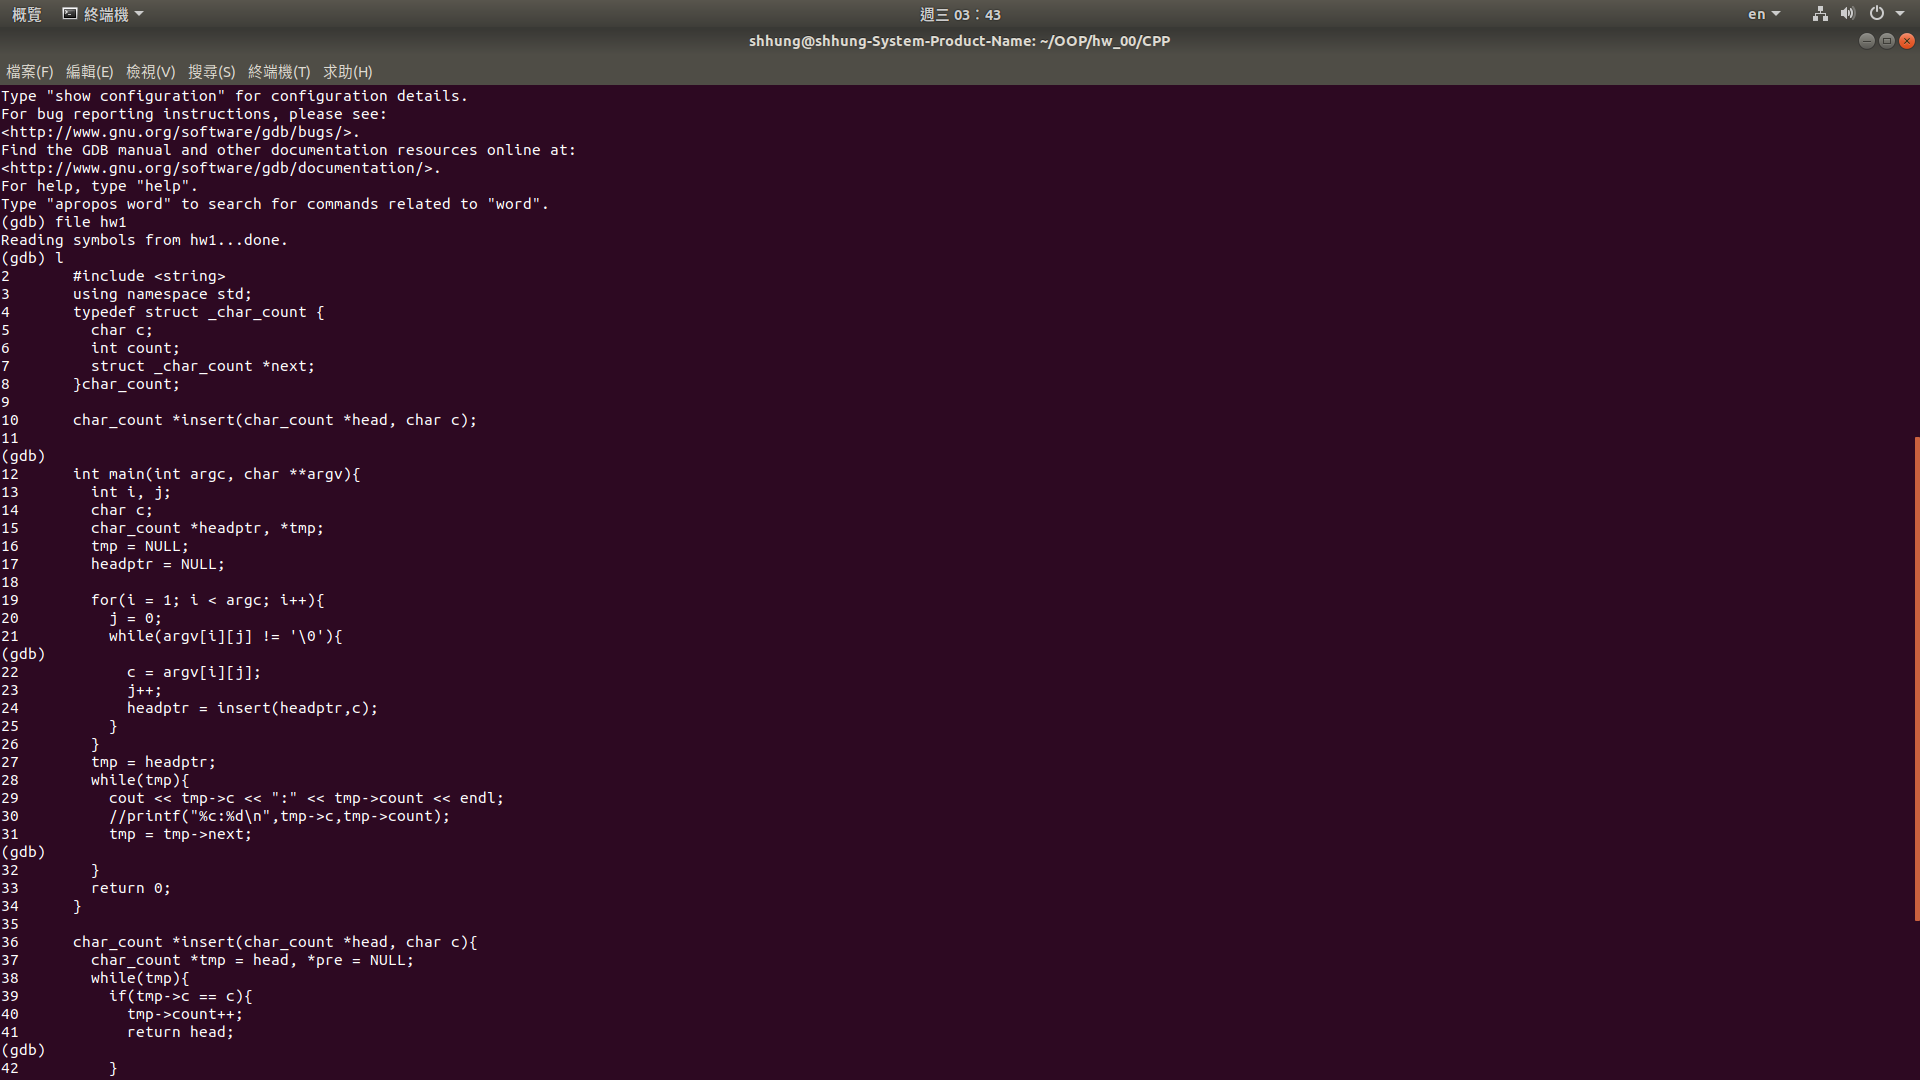 概覽 終端機 週三 03：43 en
shhung@shhung-System-Product-Name: ~/OOP/hw_00/CPP
檔案(F) 編輯(E) 檢視(V) 搜尋(S) 終端機(T) 求助(H)
Type "show configuration" for configuration details.
For bug reporting instructions, please see:
<http://www.gnu.org/software/gdb/bugs/>.
Find the GDB manual and other documentation resources online at:
<http://www.gnu.org/software/gdb/documentation/>.
For help, type "help".
Type "apropos word" to search for commands related to "word".
(gdb) file hw1
Reading symbols from hw1...done.
(gdb) l
2       #include <string>
3       using namespace std;
4       typedef struct _char_count {
5         char c;
6         int count;
7         struct _char_count *next;
8       }char_count;
9
10      char_count *insert(char_count *head, char c);
11
(gdb)
12      int main(int argc, char **argv){
13        int i, j;
14        char c;
15        char_count *headptr, *tmp;
16        tmp = NULL;
17        headptr = NULL;
18
19        for(i = 1; i < argc; i++){
20          j = 0;
21          while(argv[i][j] != '\0'){
(gdb)
22            c = argv[i][j];
23            j++;
24            headptr = insert(headptr,c);
25          }
26        }
27        tmp = headptr;
28        while(tmp){
29          cout << tmp->c << ":" << tmp->count << endl;
30          //printf("%c:%d\n",tmp->c,tmp->count);
31          tmp = tmp->next;
(gdb)
32        }
33        return 0;
34      }
35
36      char_count *insert(char_count *head, char c){
37        char_count *tmp = head, *pre = NULL;
38        while(tmp){
39          if(tmp->c == c){
40            tmp->count++;
41            return head;
(gdb)
42          }